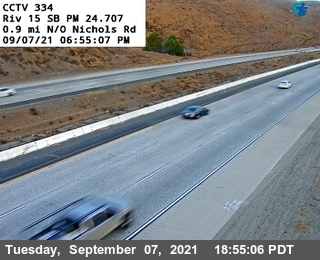 CCTV 334
Riv 15 SB PM 24.707
0.9 mi N/O Nichols Rd
09/07/21 06:55:07 PM
Tuesday, September 07, 2021 18:55:06 PDT